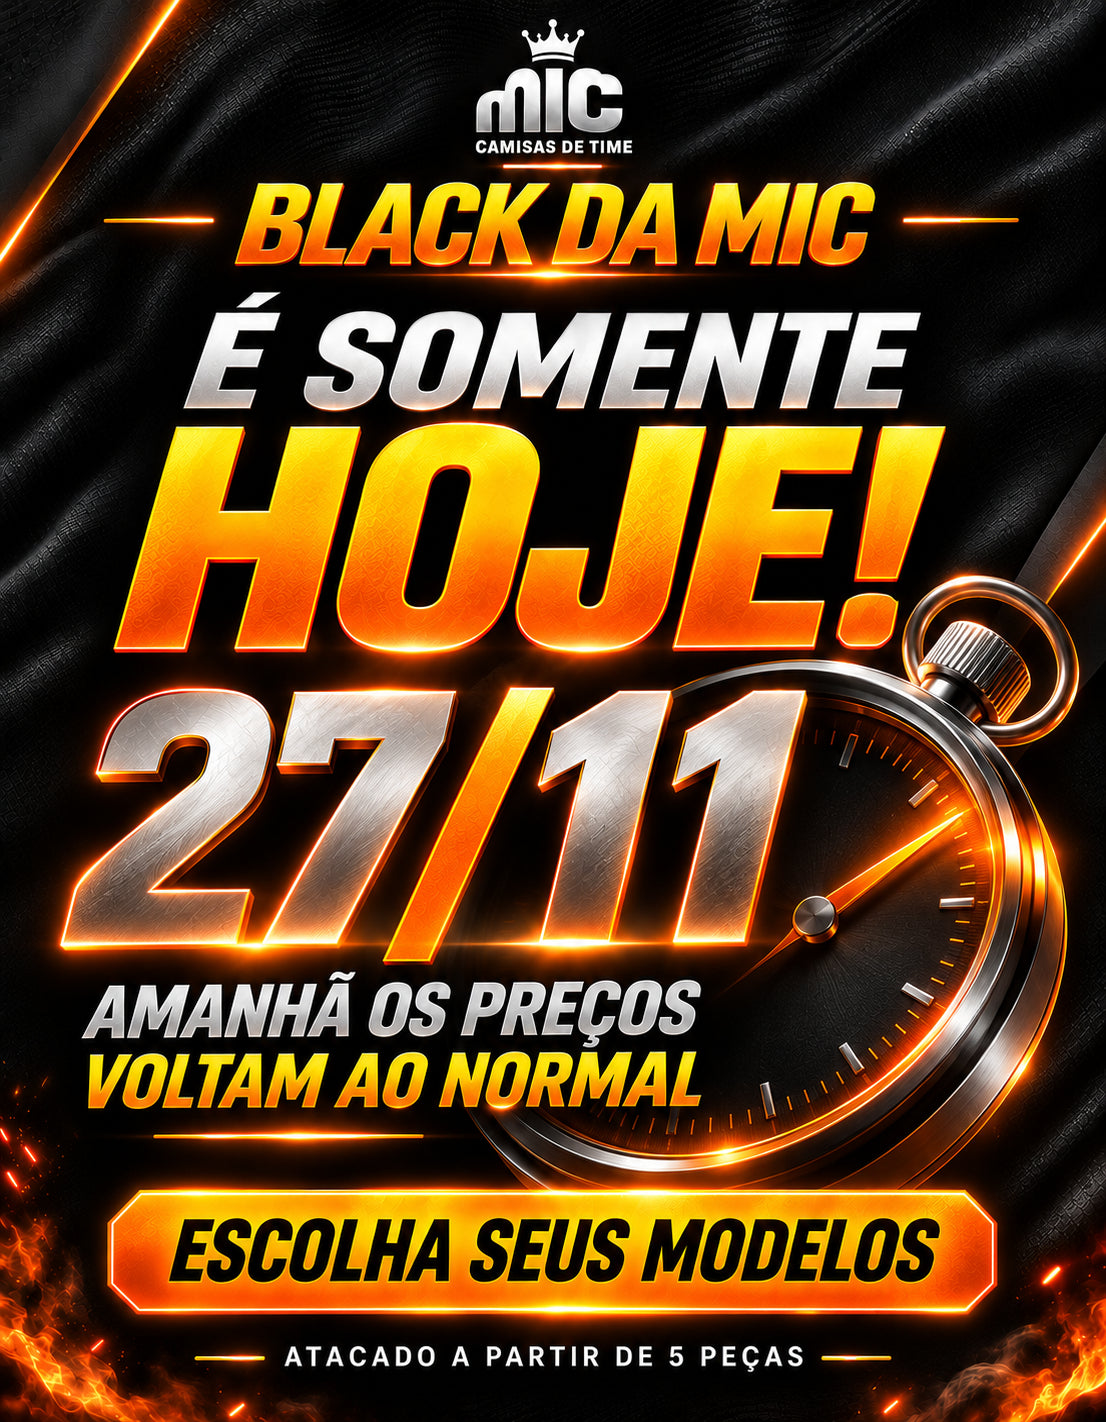 mic
CAMISAS DE TIME
BLACK DA MIC
É SOMENTE
HOJE!
27/11
AMANHÃ OS PREÇOS
VOLTAM AO NORMAL
ESCOLHA SEUS MODELOS
ATACADO A PARTIR DE 5 PEÇAS